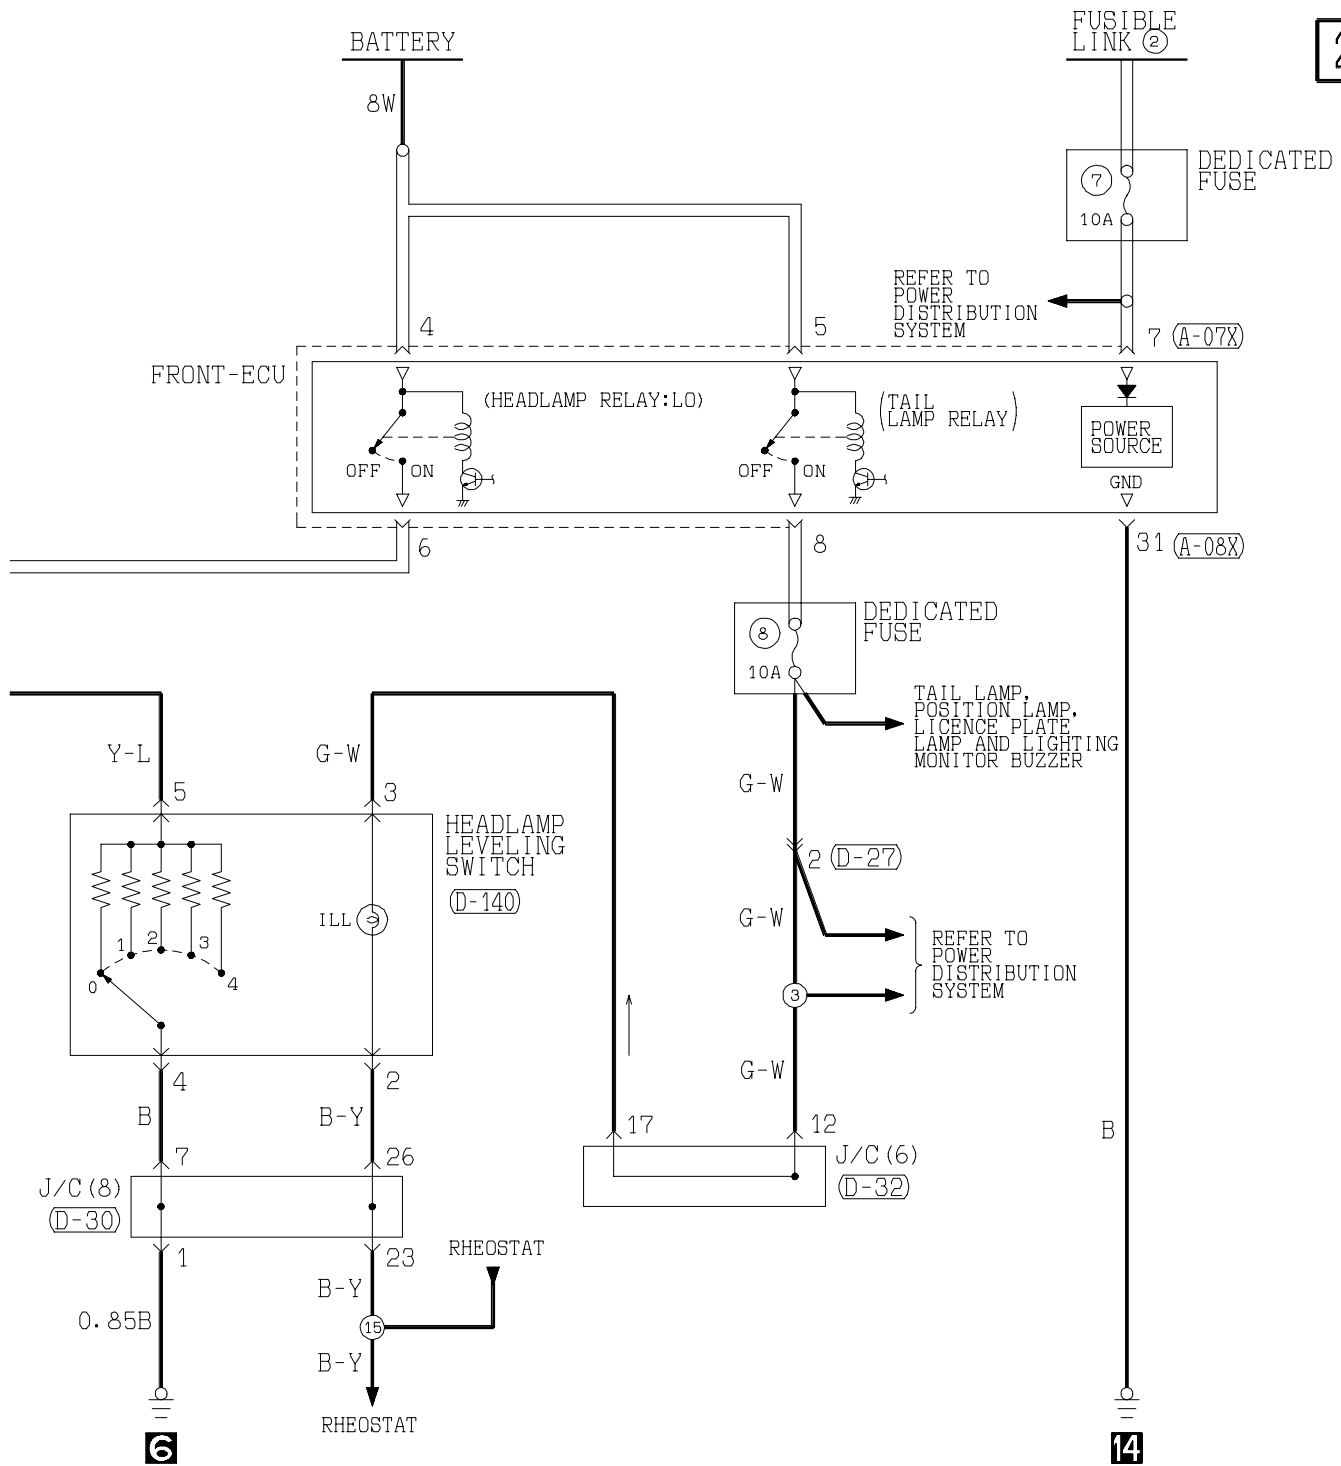 BATTERY
FUSIBLE
LINK 2
8W
7
10A
DEDICATED
FUSE
REFER TO
POWER
DISTRIBUTION
SYSTEM
4
5
7 (A-07X)
FRONT-ECU
(HEADLAMP RELAY:LO)
OFF ON
(TAIL
LAMP RELAY)
OFF ON
POWER
SOURCE
GND
6
8
31 (A-08X)
8
10A
DEDICATED
FUSE
TAIL LAMP,
POSITION LAMP,
LICENCE PLATE
LAMP AND LIGHTING
MONITOR BUZZER
Y-L
G-W
G-W
5
3
HEADLAMP
LEVELING
SWITCH
(D-140)
2 (D-27)
ILL
0 1 2 3 4
G-W
REFER TO
POWER
DISTRIBUTION
SYSTEM
3
G-W
4
2
B
B-Y
17
12
B
7
26
J/C(6)
(D-32)
J/C(8)
(D-30)
1
23
RHEOSTAT
B-Y
0.85B
15
B-Y
RHEOSTAT
6
14